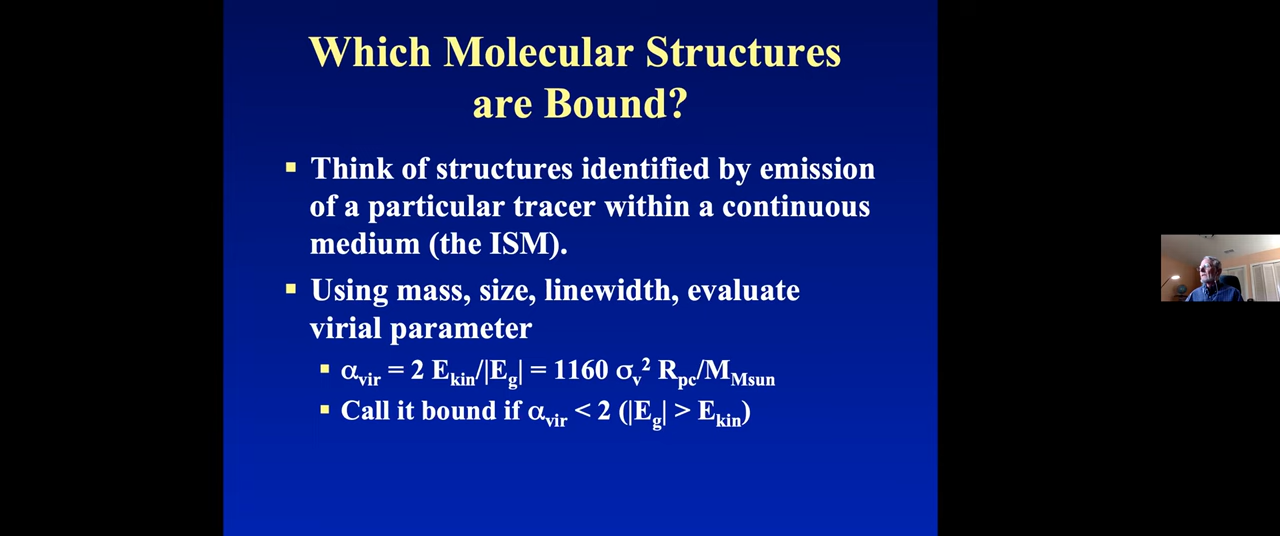 Which Molecular Structures
are Bound?
▪ Think of structures identified by emission
of a particular tracer within a continuous
medium (the ISM).
▪ Using mass, size, linewidth, evaluate
virial parameter
▪ αvir = 2 Ekin/|Eg| = 1160 σv² Rpc/MMsun
▪ Call it bound if αvir < 2 (|Eg| > Ekin)